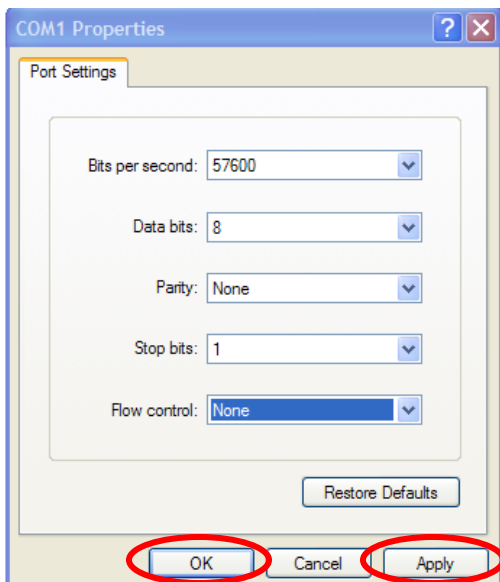 COM1 Properties
Port Settings
Bits per second: 57600
Data bits: 8
Parity: None
Stop bits: 1
Flow control: None
Restore Defaults
OK Cancel Apply